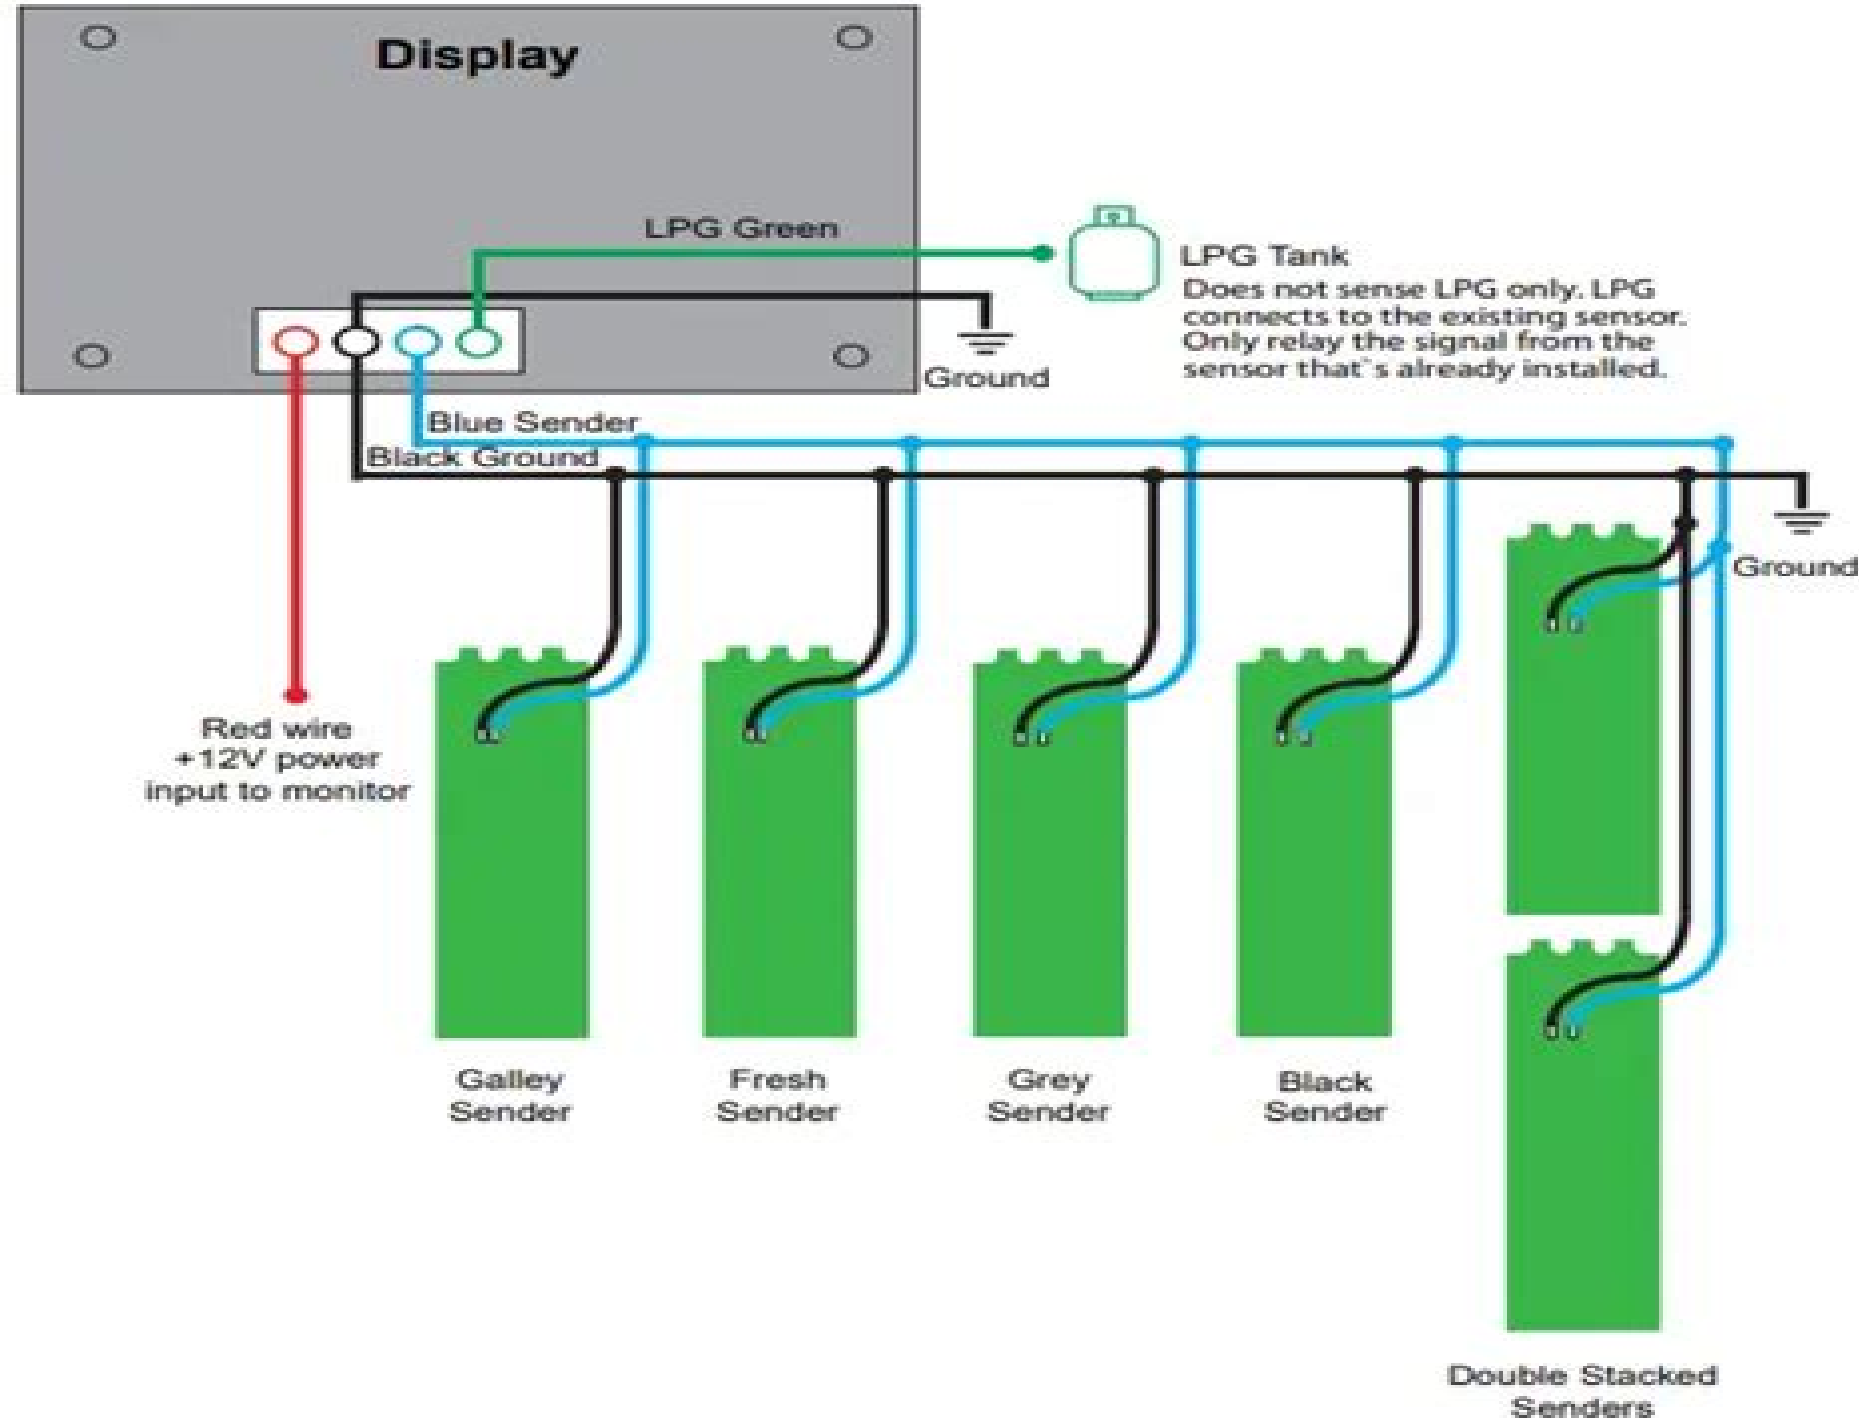 Display
LPG Green
LPG Tank
Does not sense LPG only. LPG
connects to the existing sensor.
Only relay the signal from the
sensor that`s already installed.
Ground
Blue Sender
Black Ground
Ground
Red wire
+12V power
input to monitor
Galley
Sender
Fresh
Sender
Grey
Sender
Black
Sender
Double Stacked
Senders